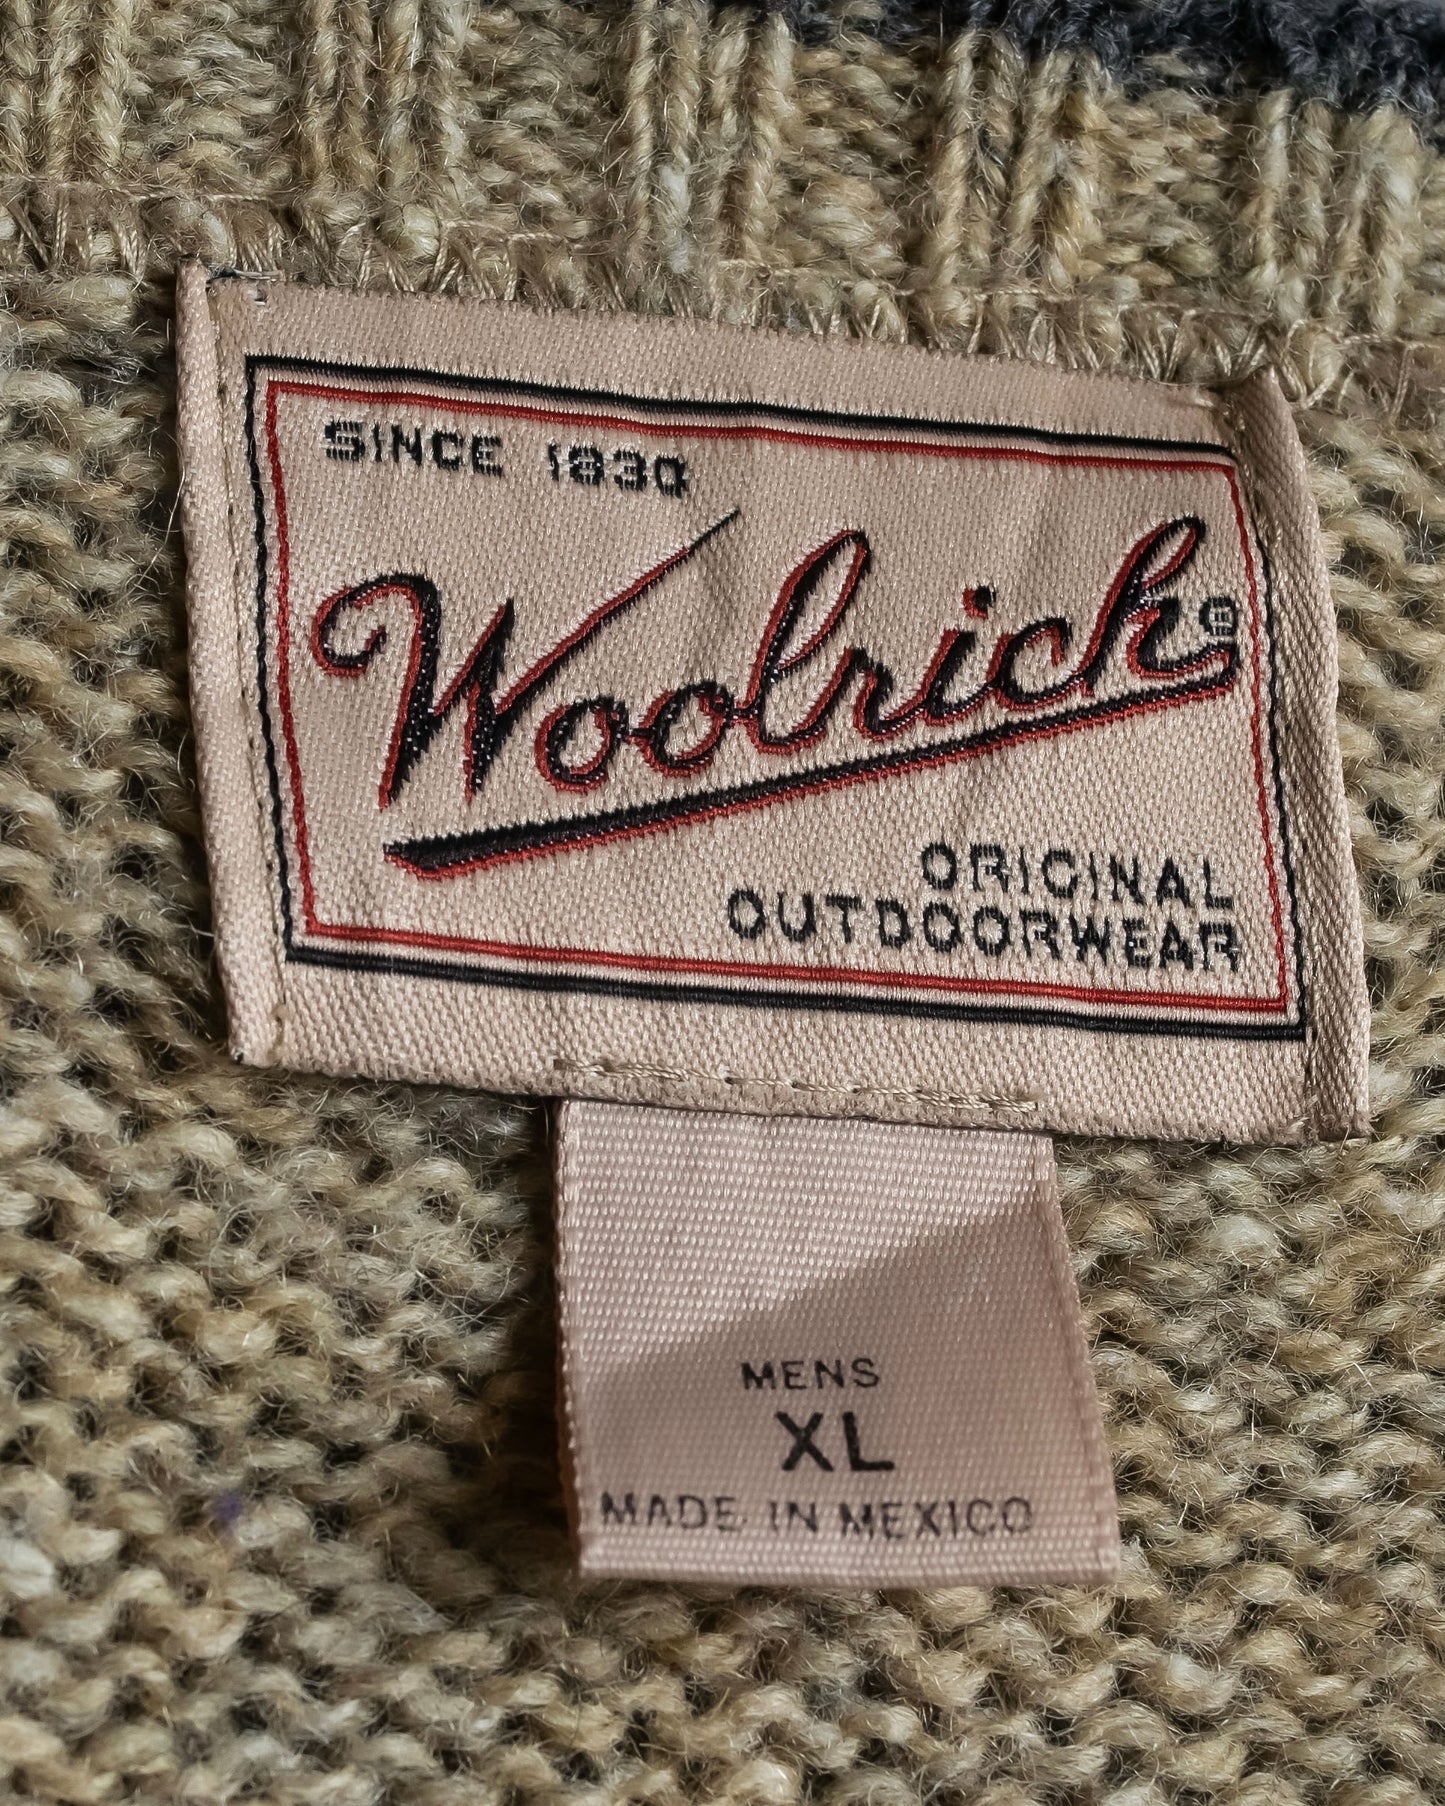 SINCE 1830
Woolrich®
ORIGINAL
OUTDOORWEAR
MENS
XL
MADE IN MEXICO